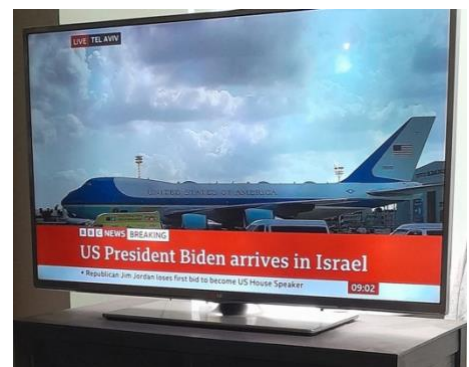 LIVE TEL AVIV
UNITED STATES OF AMERICA
BBC NEWS BREAKING
US President Biden arrives in Israel
• Republican Jim Jordan loses first bid to become US House Speaker
09:02